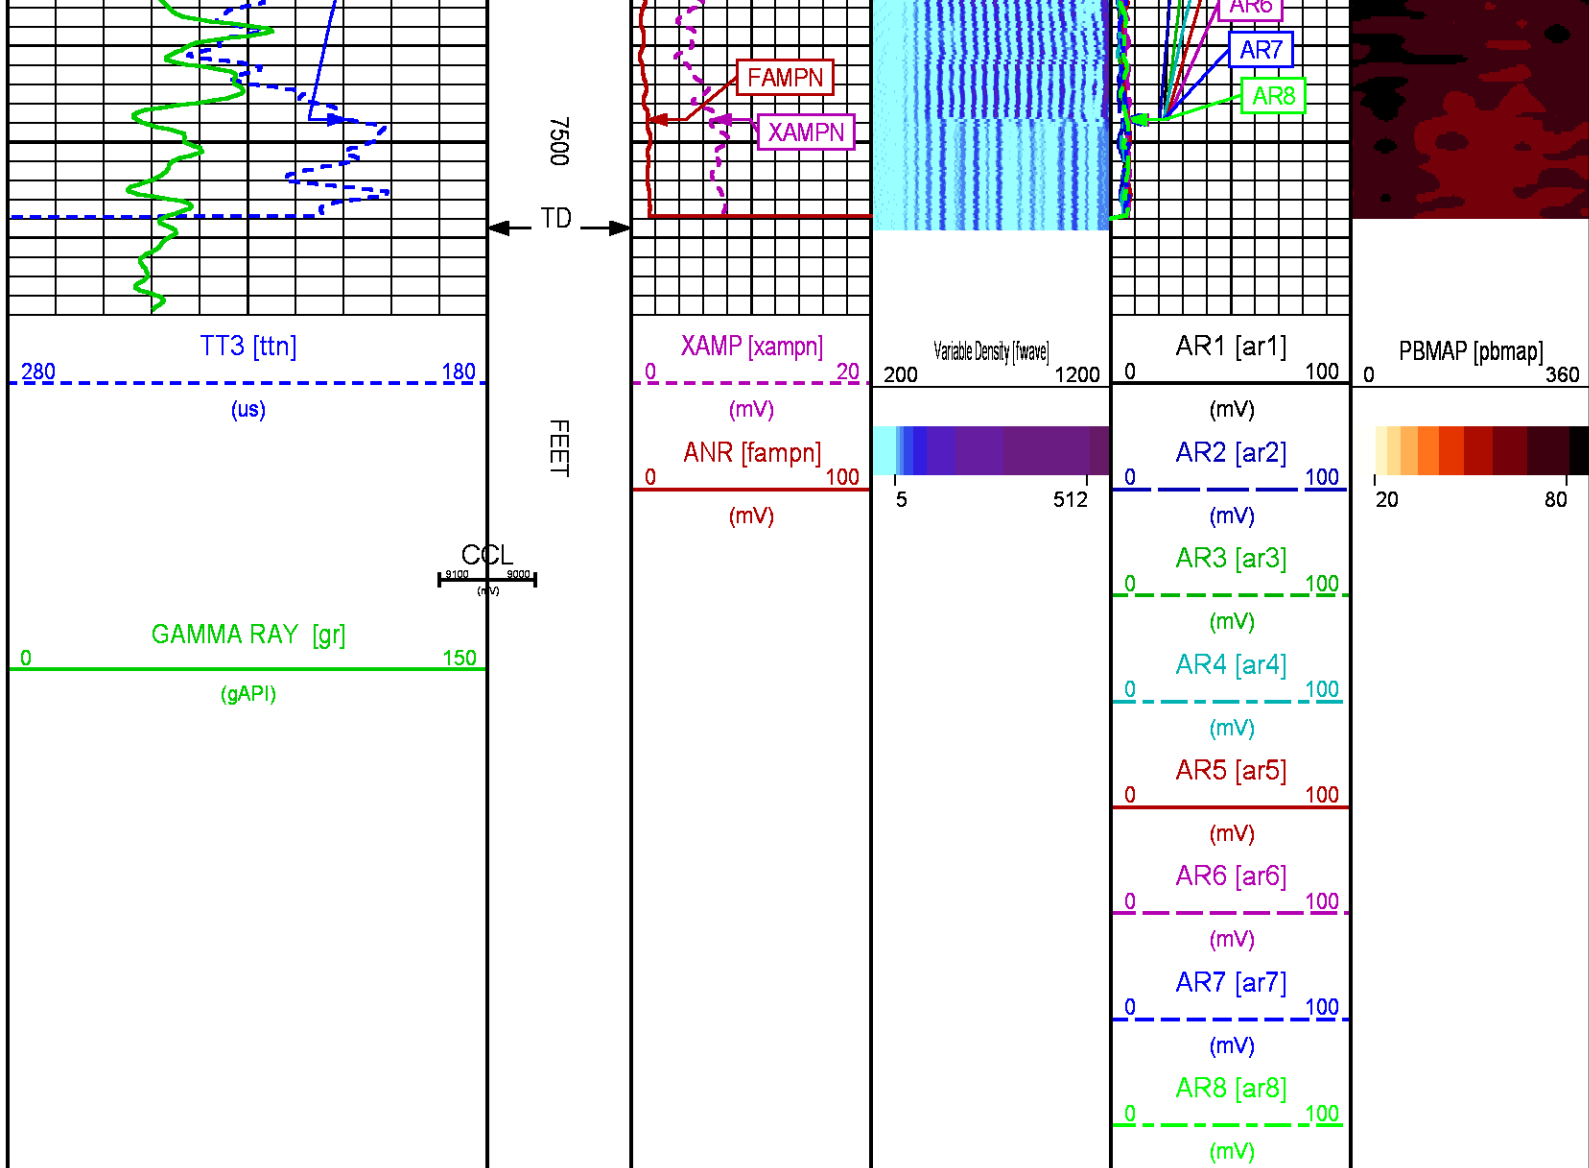 AR6
AR7
FAMPN
AR8
XAMPN
7500
TD
TT3 [ttn]
280 180
(us)
XAMP [xampn]
0 20
(mV)
ANR [fampn]
0 100
(mV)
Variable Density [fwave]
200 1200
5 512
AR1 [ar1]
0 100
(mV)
AR2 [ar2]
0 100
(mV)
AR3 [ar3]
0 100
(mV)
AR4 [ar4]
0 100
(mV)
AR5 [ar5]
0 100
(mV)
AR6 [ar6]
0 100
(mV)
AR7 [ar7]
0 100
(mV)
AR8 [ar8]
0 100
(mV)
PBMAP [pbmap]
0 360
20 80
FEET
CCL
9100 9000
(mV)
GAMMA RAY [gr]
0 150
(gAPI)